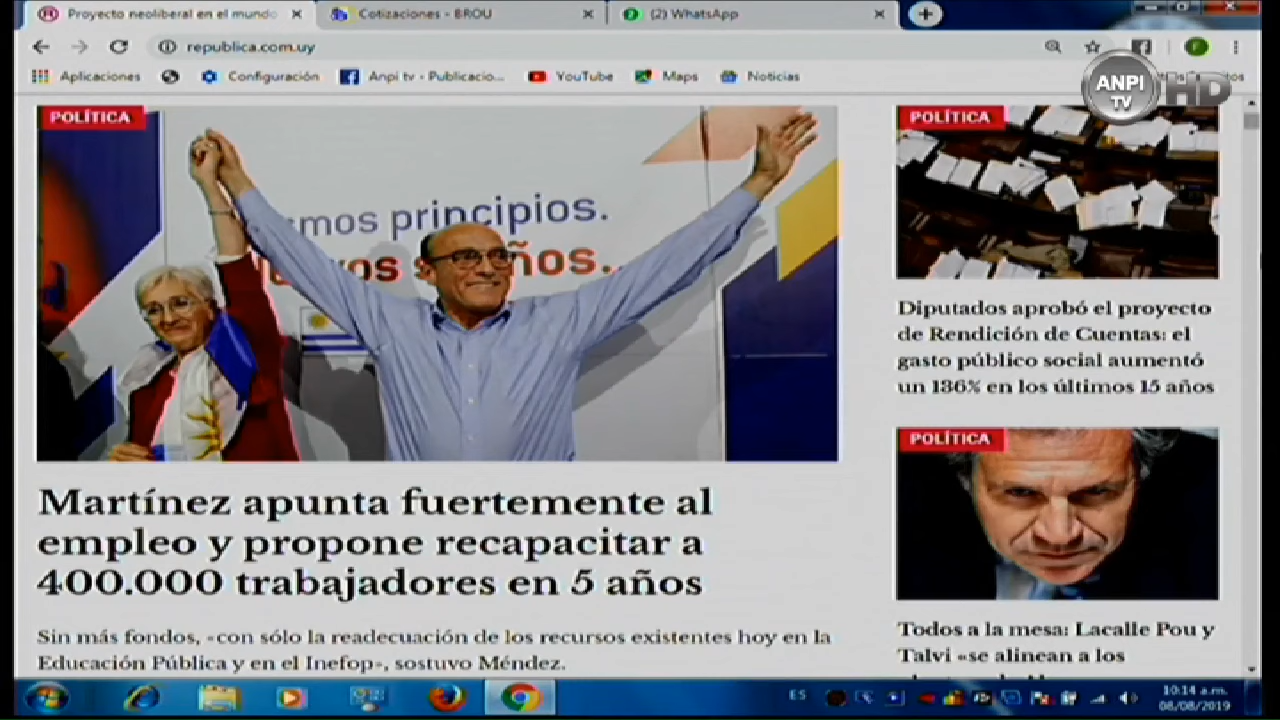 Proyecto neoliberal en el mundo
Cotizaciones - BROU
(2) WhatsApp
republica.com.uy
Aplicaciones
Configuración
Anpi tv - Publicacio...
YouTube
Maps
Noticias
ANPI
TV
HD
POLÍTICA
principios.
Martínez apunta fuertemente al
empleo y propone recapacitar a
400.000 trabajadores en 5 años
Sin más fondos, «con sólo la readecuación de los recursos existentes hoy en la
Educación Pública y en el Inefop», sostuvo Méndez.
POLÍTICA
Diputados aprobó el proyecto
de Rendición de Cuentas: el
gasto público social aumentó
un 136% en los últimos 15 años
POLÍTICA
Todos a la mesa: Lacalle Pou y
Talvi «se alinean a los
ES
10:14 a.m.
08/08/2019